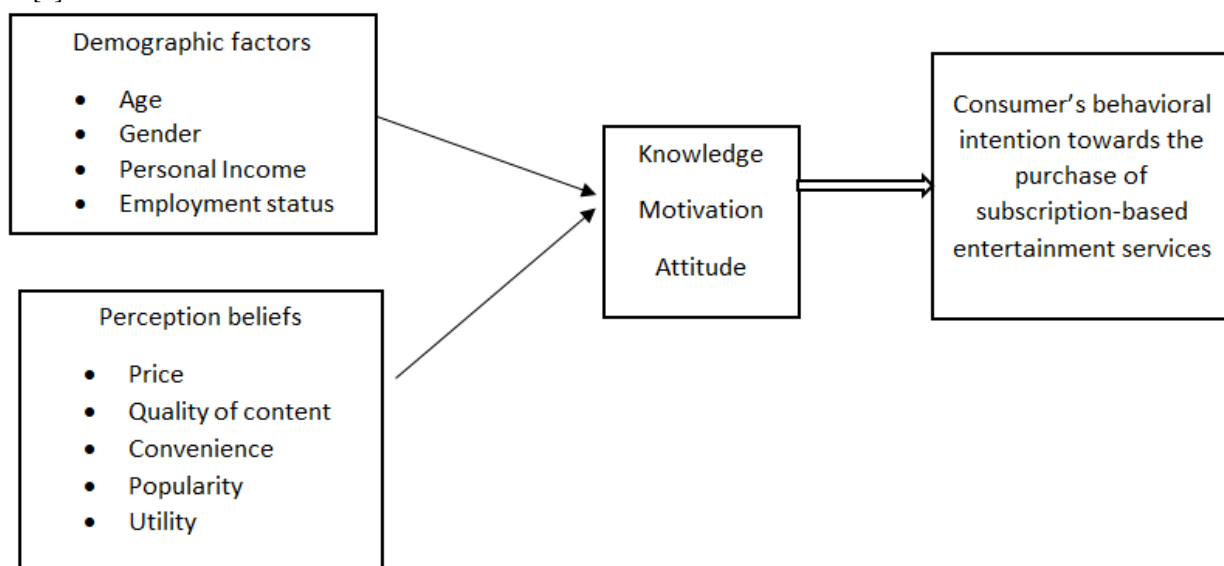 Demographic factors
• Age
• Gender
• Personal Income
• Employment status
Perception beliefs
• Price
• Quality of content
• Convenience
• Popularity
• Utility
Knowledge
Motivation
Attitude
Consumer’s behavioral
intention towards the
purchase of
subscription-based
entertainment services